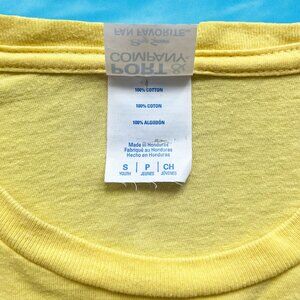 PORT &
COMPANY
FAN FAVORITE™
100% COTTON
100% COTON
100% ALGODÓN
Made in Honduras
Fabriqué au Honduras
Hecho en Honduras
S | P | CH
YOUTH JEUNES JÓVENES